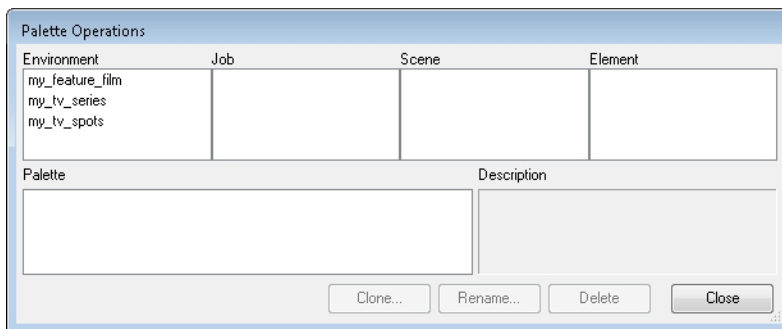 Palette Operations
Environment Job Scene Element
my_feature_film
my_tv_series
my_tv_spots
Palette Description
Clone... Rename... Delete Close